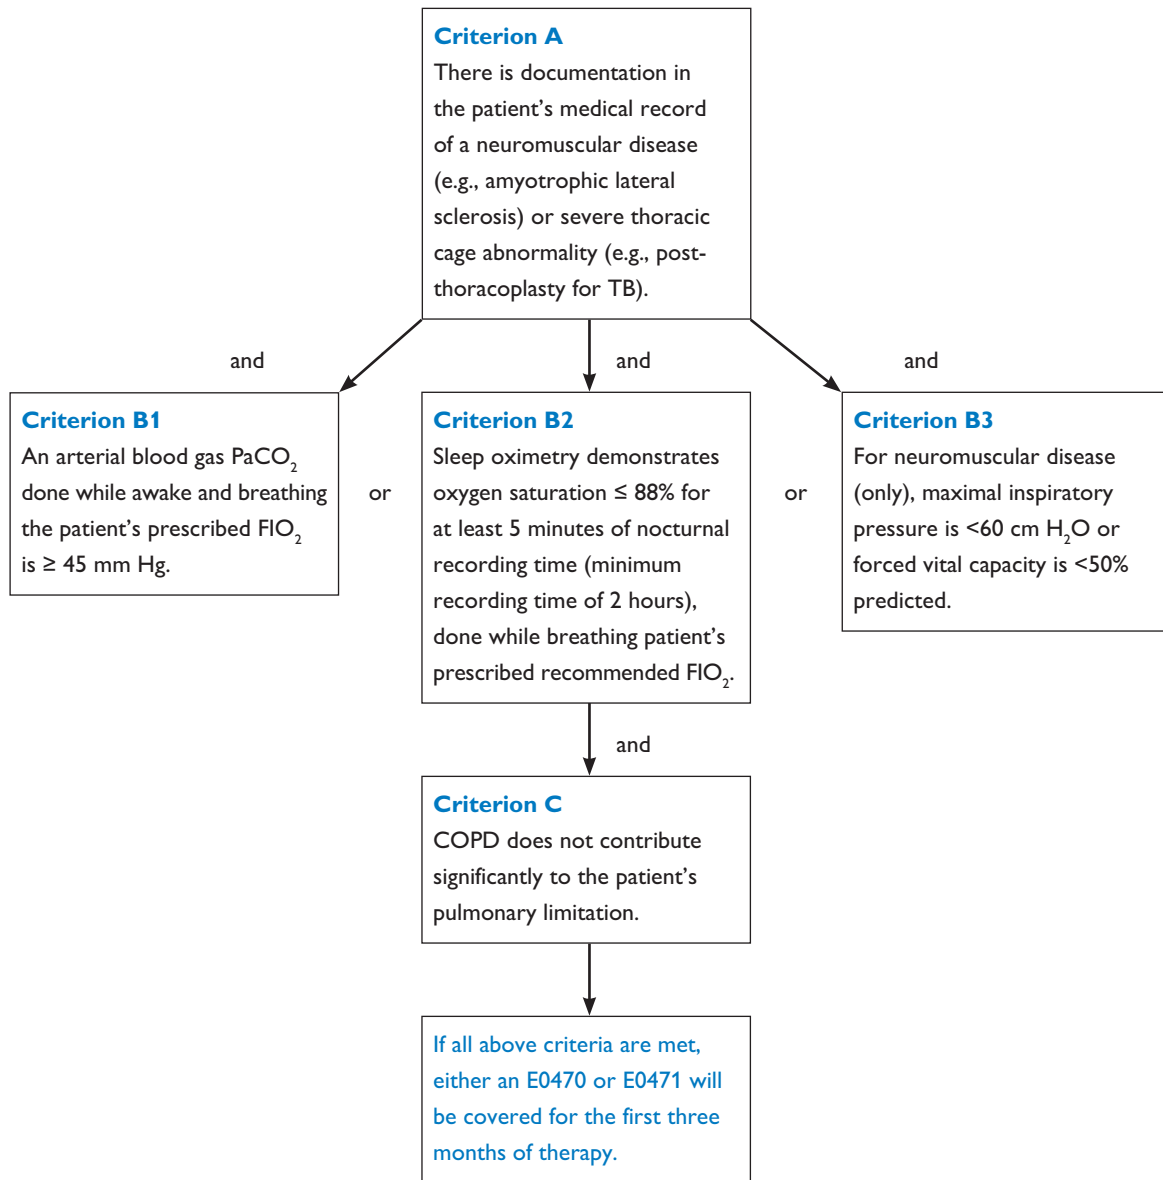 Criterion A
There is documentation in
the patient’s medical record
of a neuromuscular disease
(e.g., amyotrophic lateral
sclerosis) or severe thoracic
cage abnormality (e.g., post-
thoracoplasty for TB).
and
and
and
Criterion B1
An arterial blood gas PaCO₂
done while awake and breathing
the patient’s prescribed FIO₂
is ≥ 45 mm Hg.
or
Criterion B2
Sleep oximetry demonstrates
oxygen saturation ≤ 88% for
at least 5 minutes of nocturnal
recording time (minimum
recording time of 2 hours),
done while breathing patient’s
prescribed recommended FIO₂.
or
Criterion B3
For neuromuscular disease
(only), maximal inspiratory
pressure is <60 cm H₂O or
forced vital capacity is <50%
predicted.
and
Criterion C
COPD does not contribute
significantly to the patient’s
pulmonary limitation.
If all above criteria are met,
either an E0470 or E0471 will
be covered for the first three
months of therapy.